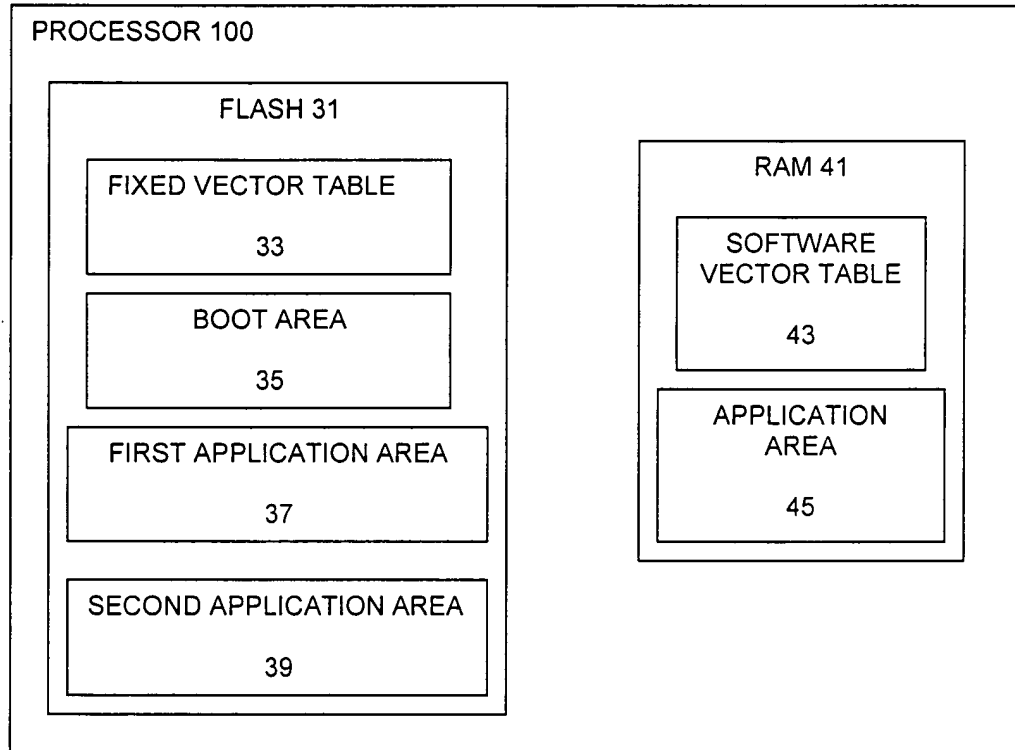 PROCESSOR 100
FLASH 31
FIXED VECTOR TABLE
33
BOOT AREA
35
FIRST APPLICATION AREA
37
SECOND APPLICATION AREA
39
RAM 41
SOFTWARE
VECTOR TABLE
43
APPLICATION
AREA
45